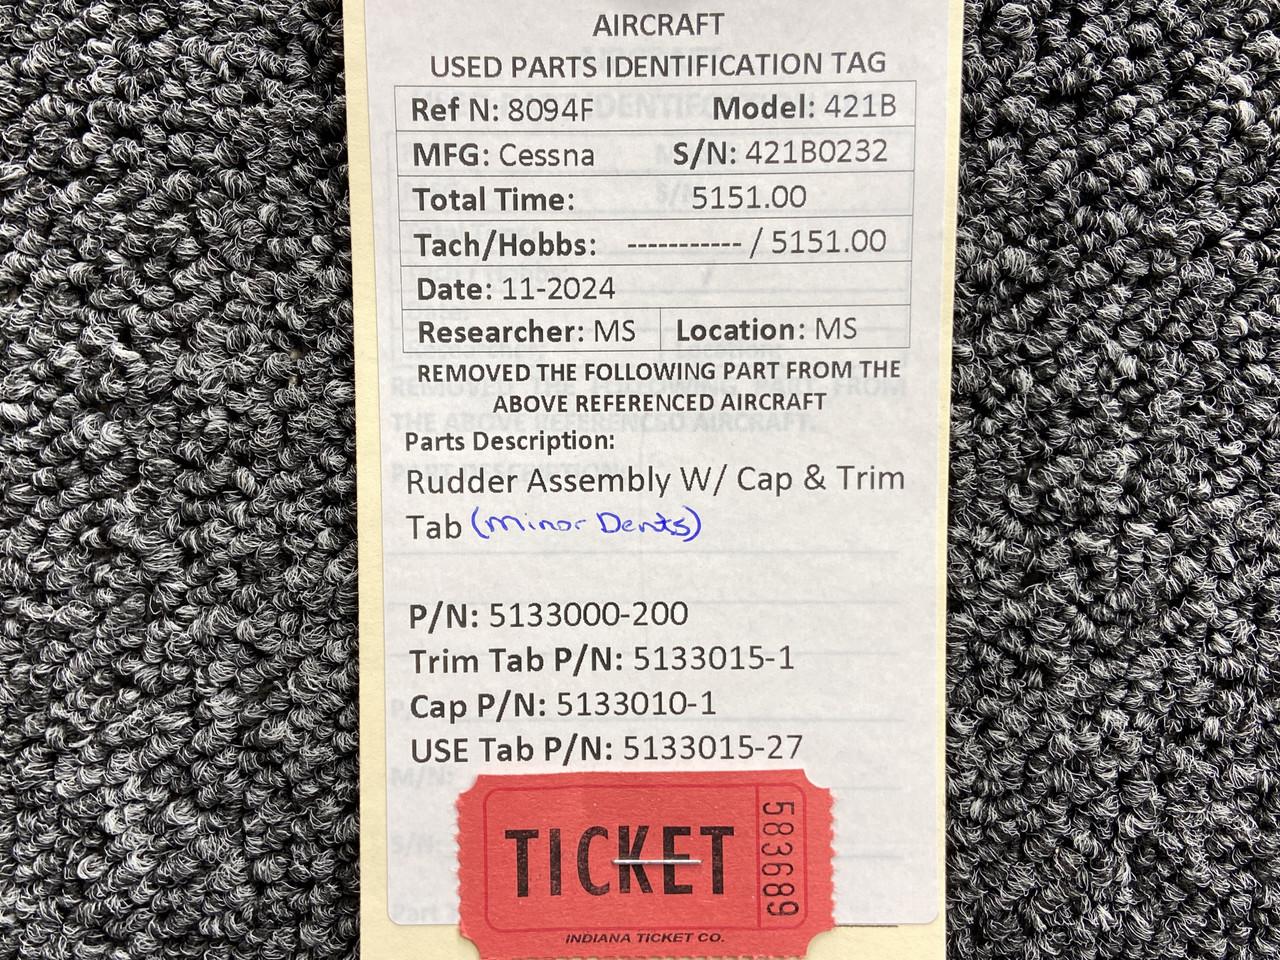 AIRCRAFT
USED PARTS IDENTIFICATION TAG
Ref N: 8094F Model: 421B
MFG: Cessna S/N: 421B0232
Total Time: 5151.00
Tach/Hobbs: ----------- / 5151.00
Date: 11-2024
Researcher: MS Location: MS
REMOVED THE FOLLOWING PART FROM THE
ABOVE REFERENCED AIRCRAFT
Parts Description:
Rudder Assembly W/ Cap & Trim
Tab (Minor Dents)
P/N: 5133000-200
Trim Tab P/N: 5133015-1
Cap P/N: 5133010-1
USE Tab P/N: 5133015-27
TICKET
583689
INDIANA TICKET CO.